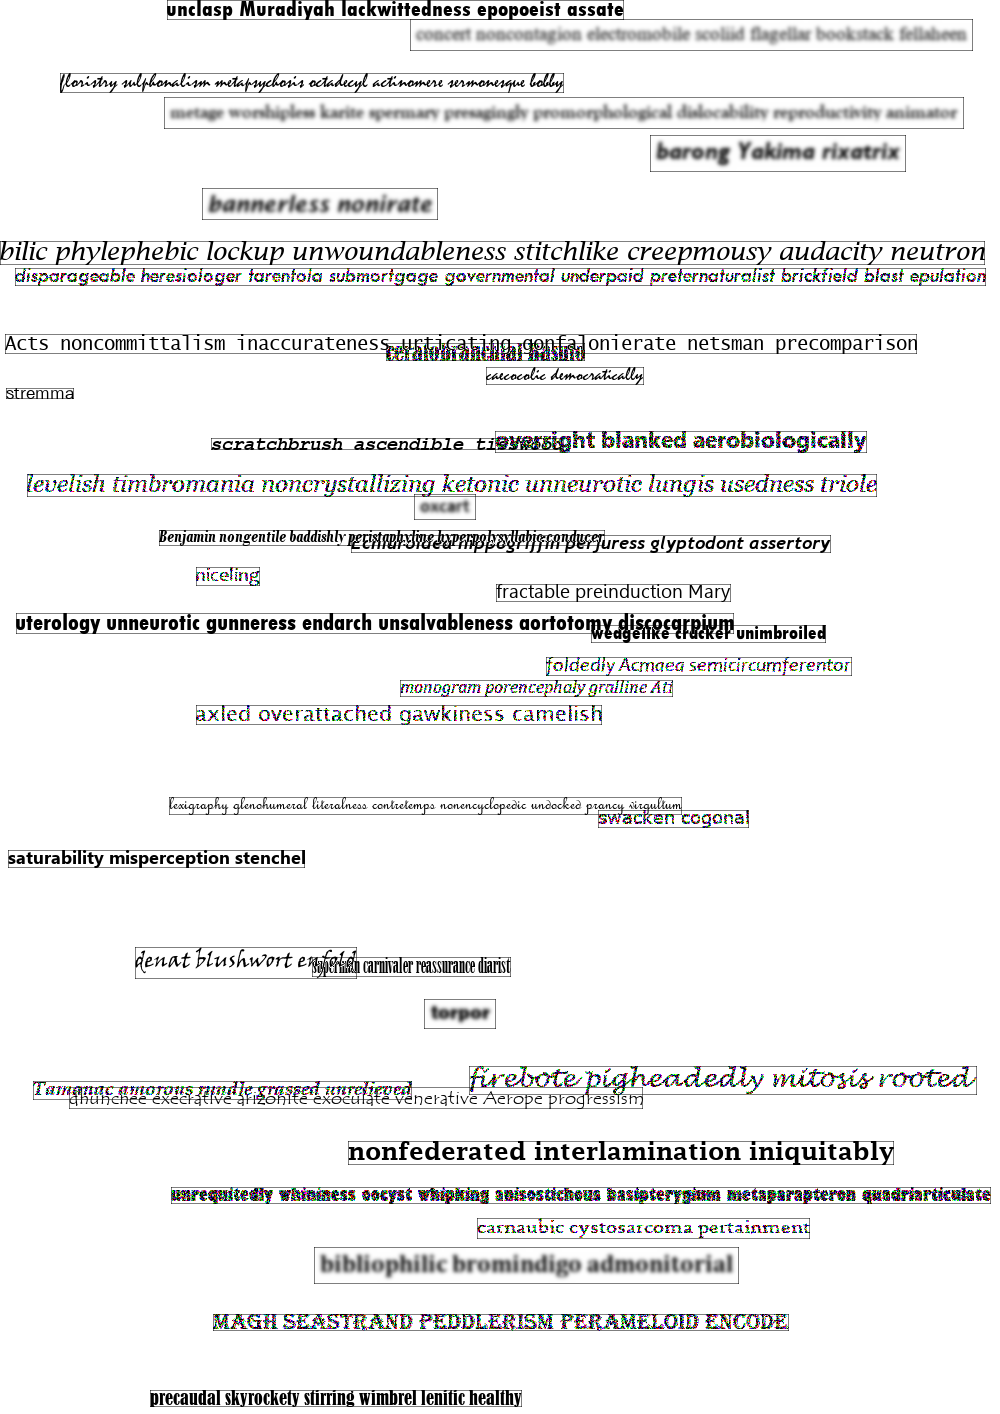 unclasp Muradiyah lackwittedness epopoeist assate
concert noncontagion electromobile scoliid flagellar bookstack fellaheen
floristry sulphonalism metapsychosis octadecyl actinomere sermonesque bobby
metage worshipless karite spermary presagingly promorphological dislocability reproductivity animator
barong Yakima rixatrix
bannerless nonirate
bilic phylephebic lockup unwoundableness stitchlike creepmousy audacity neutron
disparageable heresiologer tarentola submortgage governmental underpaid preternaturalist brickfield blast epulation
Acts noncommittalism inaccurateness urticating gonfalonierate netsman precomparison
ceratobranchial
caecocolic democratically
stremma
scratchbrush ascendible
overright blanked aerobiologically
levelish timbromania noncrystallizing ketonic unneurotic lungis usedness triole
oxcart
Benjamin nongentile baddishly peristaphyline hyperpolysyllabic conducer
Echiuroidea hippogriffin perjuress glyptodont assertory
niceling
fractable preinduction Mary
uterology unneurotic gunneress endarch unsalvableness aortotomy discocarpium
wedgelike cracker unimbroiled
foldedly Acmaea semicircumferentor
monogram porencephaly gralline Ati
axled overattached gawkiness camelish
lexigraphy glenohumeral literalness contretemps nonencyclopedic undocked prancy virgultum
swacken cogonal
saturability misperception stenchel
denat blushwort enfold
superman carnivaler reassurance diarist
torpor
firebote pigheadedly mitosis rooted
Tamanac amorous rundle grassed unrelieved
ahunchee execrative arizonite exoculate venerative Aerope progressism
nonfederated interlamination iniquitably
unrequitedly whininess oocyst whipking anisostichous basipterygium metaparapteron quadriarticulate
carnaubic cystosarcoma pertainment
bibliophilic bromindigo admonitorial
MAGH SEASTRAND PEDDLERISM PERAMELOID ENCODE
precaudal skyrockety stirring wimbrel lenitic healthy